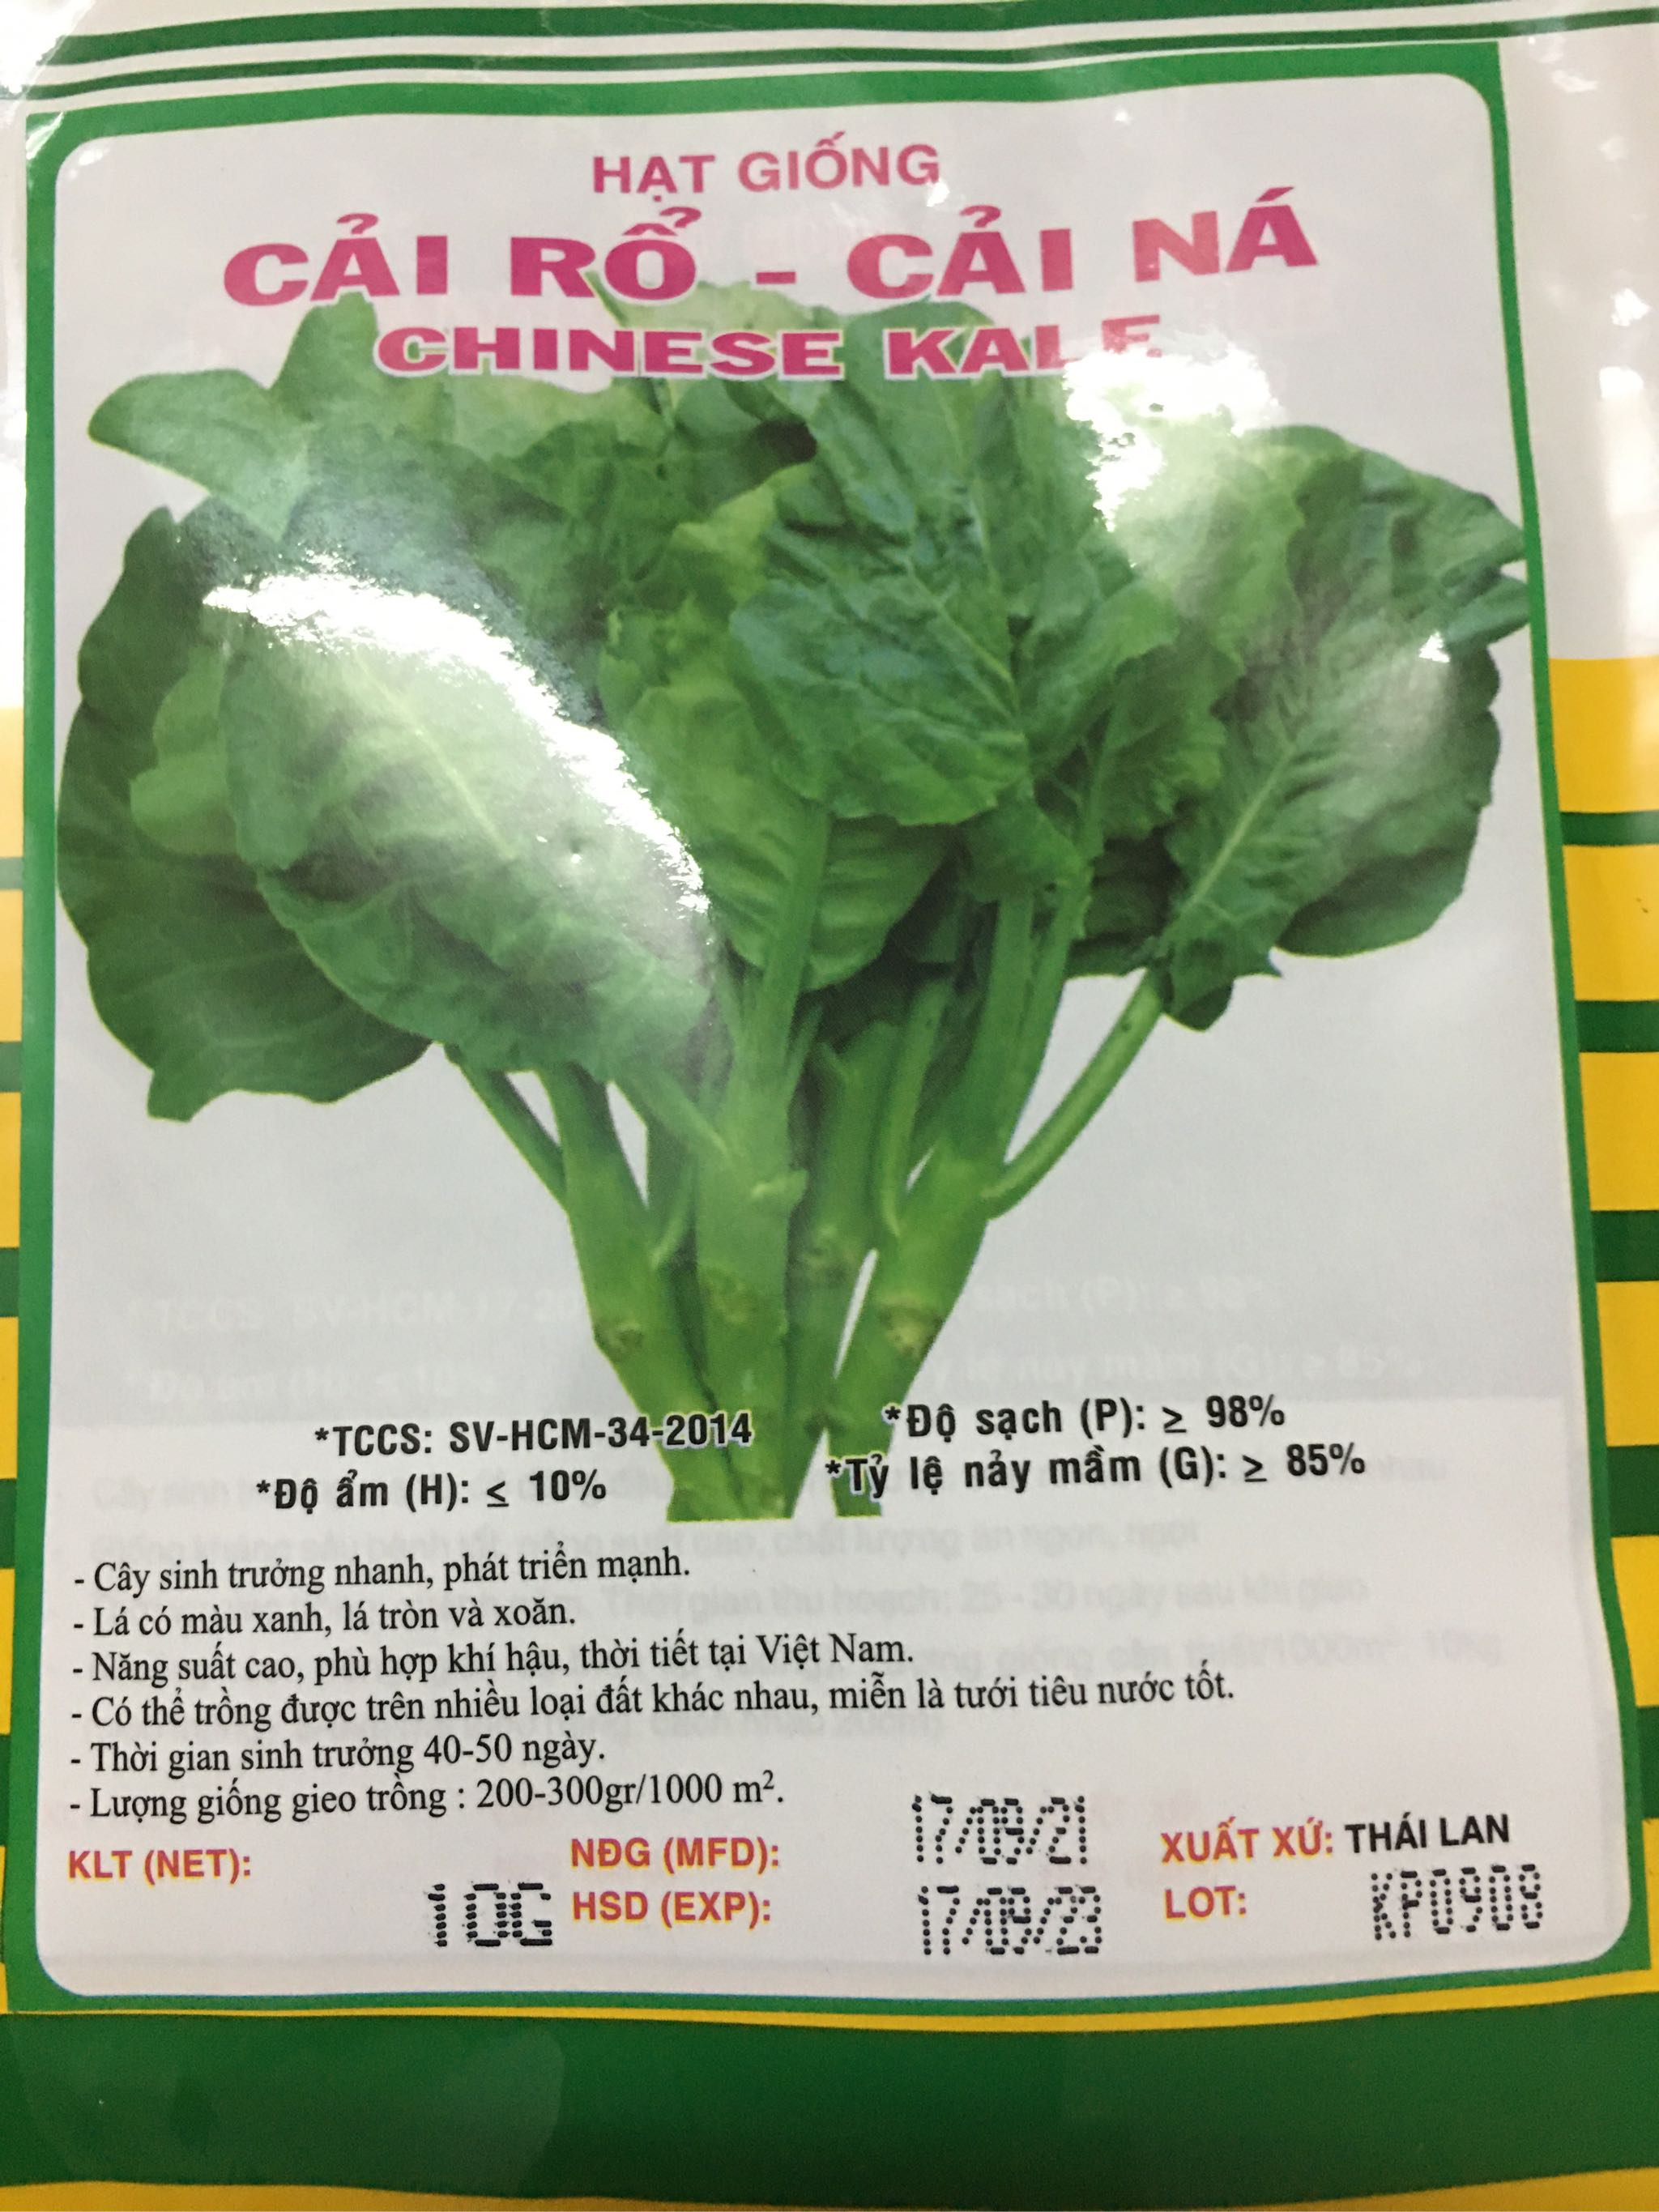 HẠT GIỐNG
CẢI RỔ - CẢI NÁ
CHINESE KALE
*TCCS: SV-HCM-34-2014
*Độ sạch (P): ≥ 98%
*Độ ẩm (H): ≤ 10%
*Tỷ lệ nảy mầm (G): ≥ 85%
- Cây sinh trưởng nhanh, phát triển mạnh.
- Lá có màu xanh, lá tròn và xoăn.
- Năng suất cao, phù hợp khí hậu, thời tiết tại Việt Nam.
- Có thể trồng được trên nhiều loại đất khác nhau, miễn là tưới tiêu nước tốt.
- Thời gian sinh trưởng 40-50 ngày.
- Lượng giống gieo trồng : 200-300gr/1000 m².
KLT (NET): 10G
NĐG (MFD): 17/09/21
HSD (EXP): 17/09/23
XUẤT XỨ: THÁI LAN
LOT: KP0908